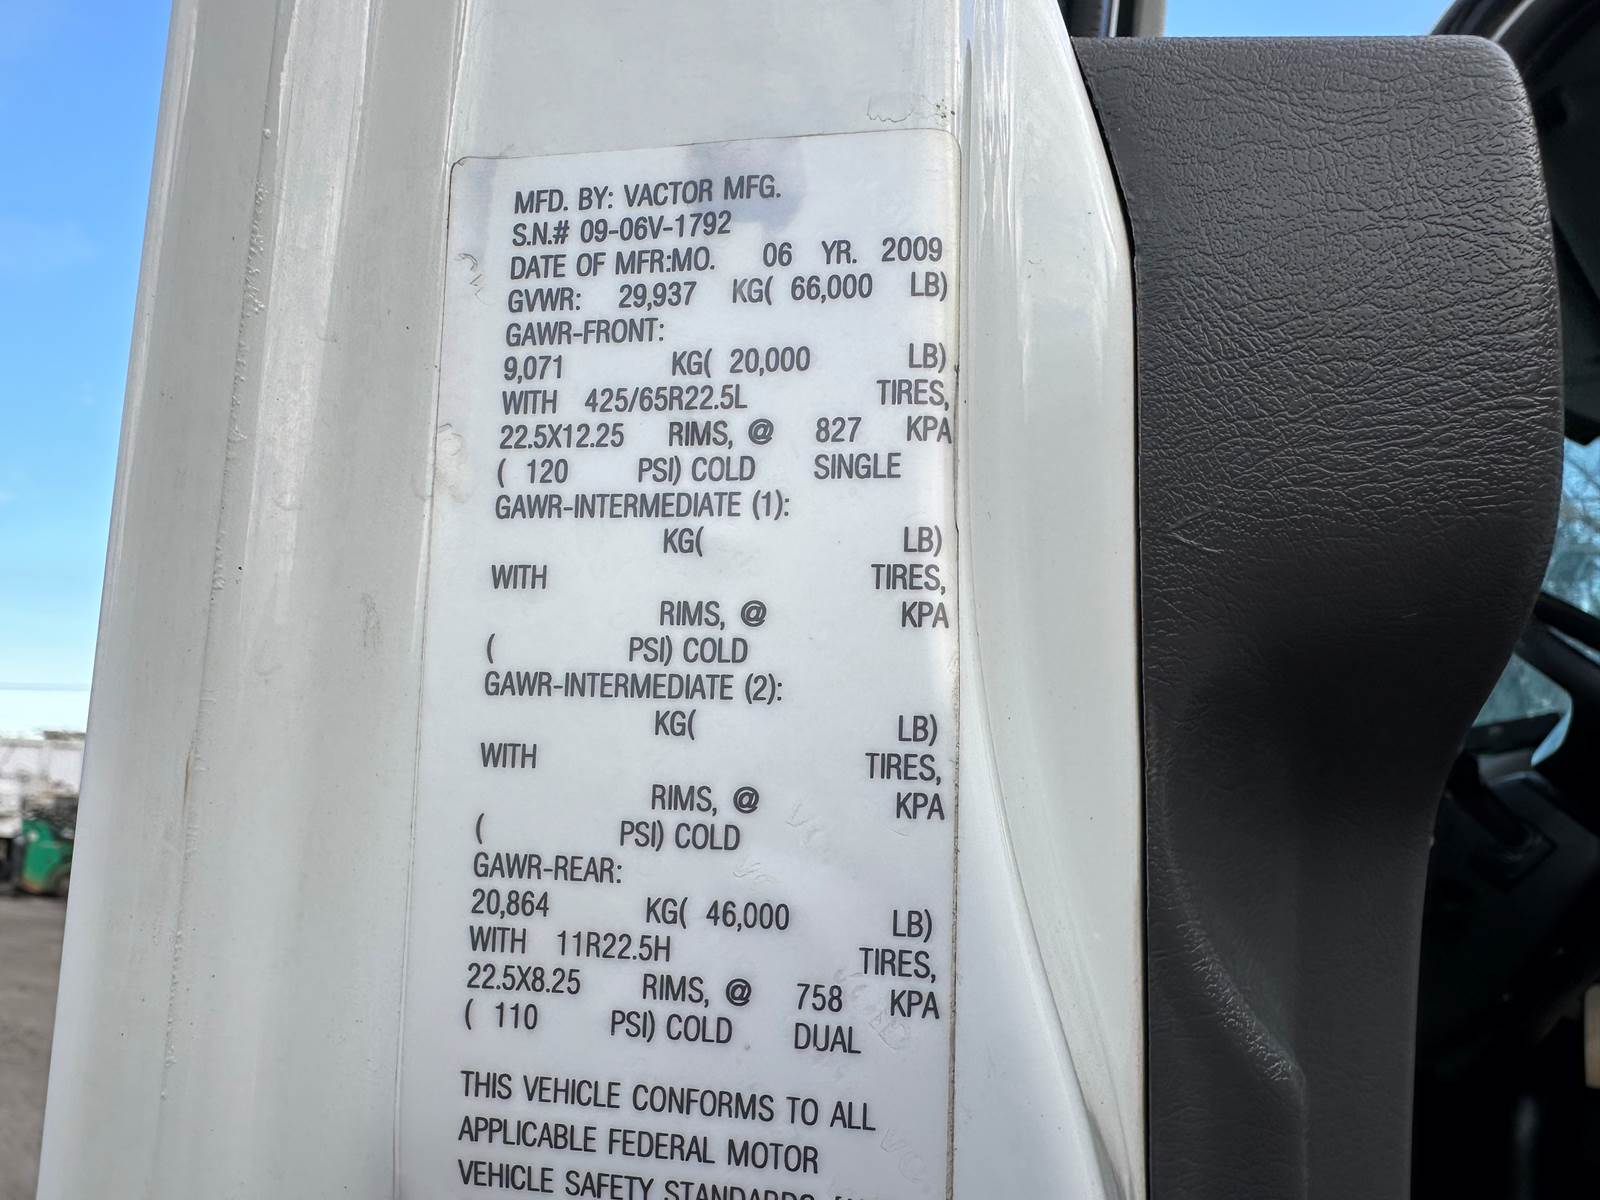 MFD. BY: VACTOR MFG.
S.N.# 09-06V-1792
DATE OF MFR:MO. 06 YR. 2009
GVWR: 29,937 KG( 66,000 LB)
GAWR-FRONT:
9,071 KG( 20,000 LB)
WITH 425/65R22.5L TIRES,
22.5X12.25 RIMS, @ 827 KPA
( 120 PSI) COLD SINGLE
GAWR-INTERMEDIATE (1):
KG( LB)
WITH TIRES,
RIMS, @ KPA
( PSI) COLD
GAWR-INTERMEDIATE (2):
KG( LB)
WITH TIRES,
RIMS, @ KPA
( PSI) COLD
GAWR-REAR:
20,864 KG( 46,000 LB)
WITH 11R22.5H TIRES,
22.5X8.25 RIMS, @ 758 KPA
( 110 PSI) COLD DUAL
THIS VEHICLE CONFORMS TO ALL
APPLICABLE FEDERAL MOTOR
VEHICLE SAFETY STANDARDS